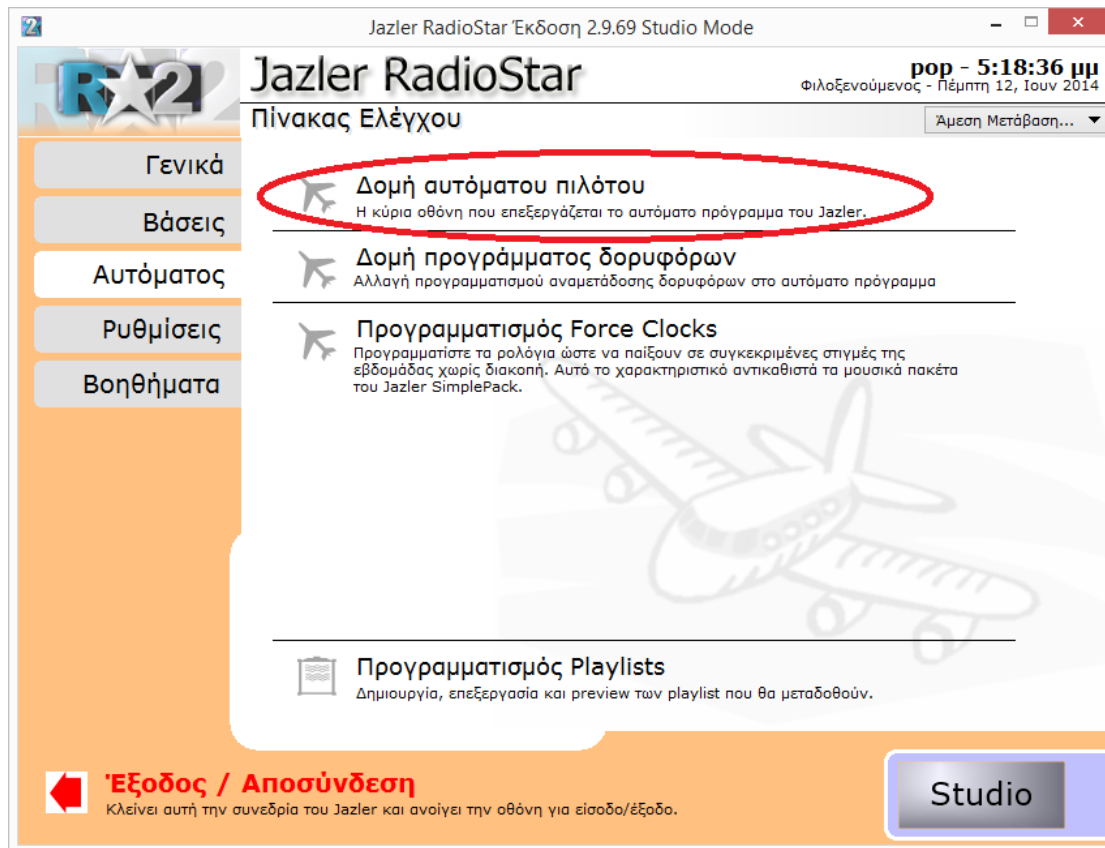 Jazler RadioStar Έκδοση 2.9.69 Studio Mode
R 2
Jazler RadioStar
pop - 5:18:36 μμ
Φιλοξενούμενος - Πέμπτη 12, Ιουν 2014
Πίνακας Ελέγχου
Άμεση Μετάβαση...
Γενικά
Βάσεις
Αυτόματος
Ρυθμίσεις
Βοηθήματα
Δομή αυτόματου πιλότου
Η κύρια οθόνη που επεξεργάζεται το αυτόματο πρόγραμμα του Jazler.
Δομή προγράμματος δορυφόρων
Αλλαγή προγραμματισμού αναμετάδοσης δορυφόρων στο αυτόματο πρόγραμμα
Προγραμματισμός Force Clocks
Προγραμματίστε τα ρολόγια ώστε να παίξουν σε συγκεκριμένες στιγμές της
εβδομάδας χωρίς διακοπή. Αυτό το χαρακτηριστικό αντικαθιστά τα μουσικά πακέτα
του Jazler SimplePack.
Προγραμματισμός Playlists
Δημιουργία, επεξεργασία και preview των playlist που θα μεταδοθούν.
Έξοδος / Αποσύνδεση
Κλείνει αυτή την συνεδρία του Jazler και ανοίγει την οθόνη για είσοδο/έξοδο.
Studio